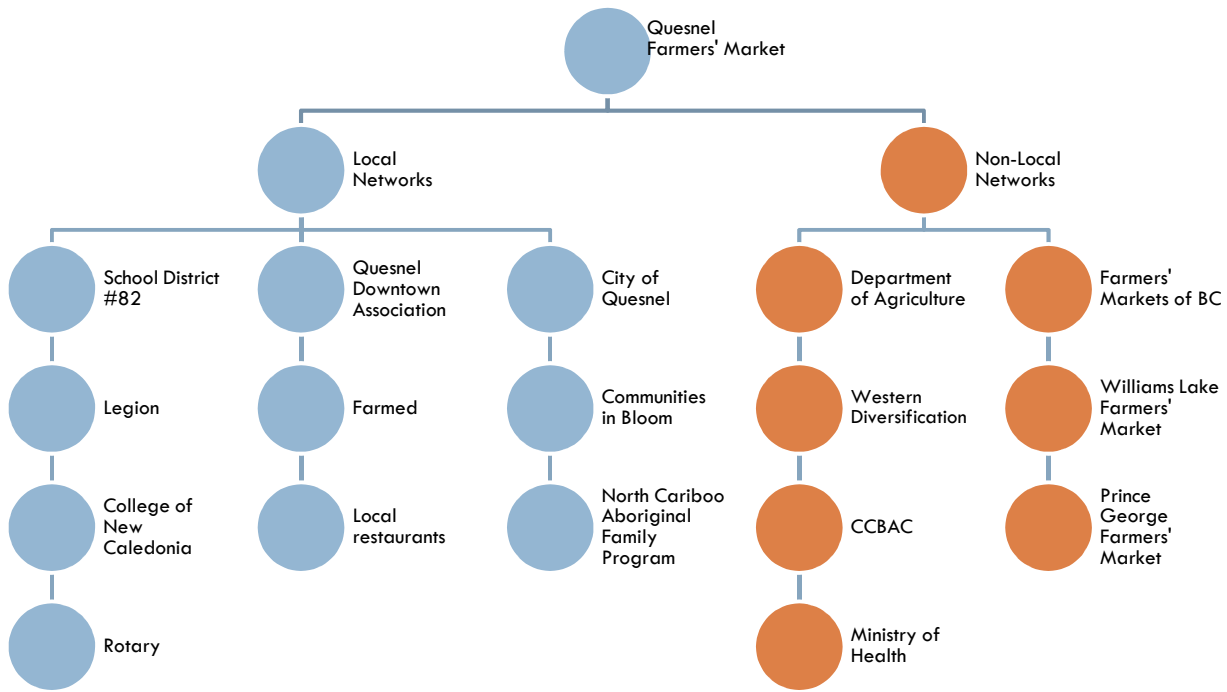 Quesnel
Farmers' Market
Local
Networks
Non-Local
Networks
School District
#82
Quesnel
Downtown
Association
City of
Quesnel
Department
of Agriculture
Farmers'
Markets of BC
Legion
Farmed
Communities
in Bloom
Western
Diversification
Williams Lake
Farmers'
Market
College of
New
Caledonia
Local
restaurants
North Cariboo
Aboriginal
Family
Program
CCBAC
Prince
George
Farmers'
Market
Rotary
Ministry of
Health